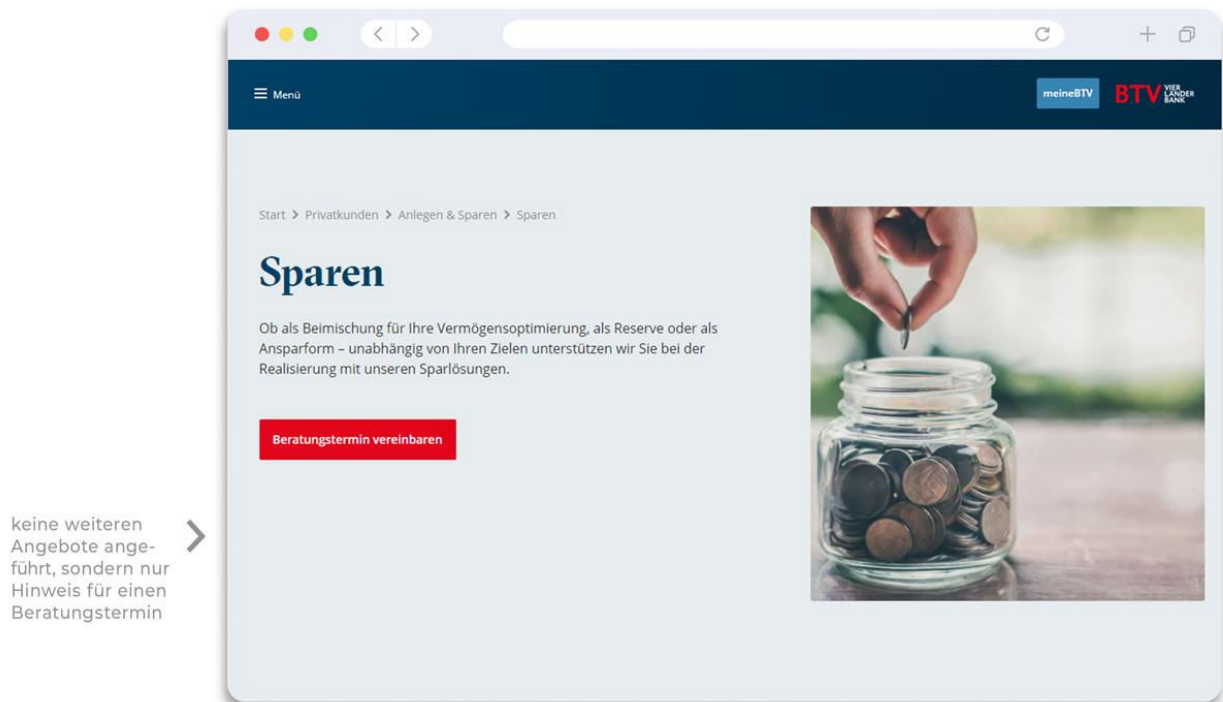 Menü
meineBTV
BTV VIER
LÄNDER
BANK
Start > Privatkunden > Anlegen & Sparen > Sparen
Sparen
Ob als Beimischung für Ihre Vermögensoptimierung, als Reserve oder als
Ansparform – unabhängig von Ihren Zielen unterstützen wir Sie bei der
Realisierung mit unseren Sparlösungen.
Beratungstermin vereinbaren
keine weiteren
Angebote ange-
führt, sondern nur
Hinweis für einen
Beratungstermin